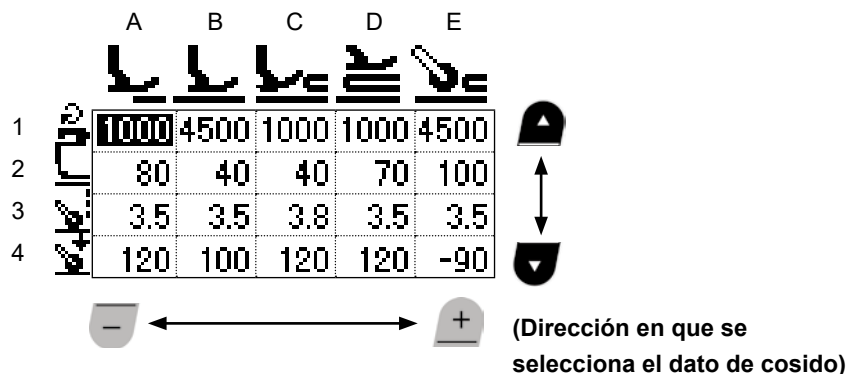 A B C D E
1 1000 4500 1000 1000 4500
2 80 40 40 70 100
3 3.5 3.5 3.8 3.5 3.5
4 120 100 120 120 -90
− +
(Dirección en que se
selecciona el dato de cosido)